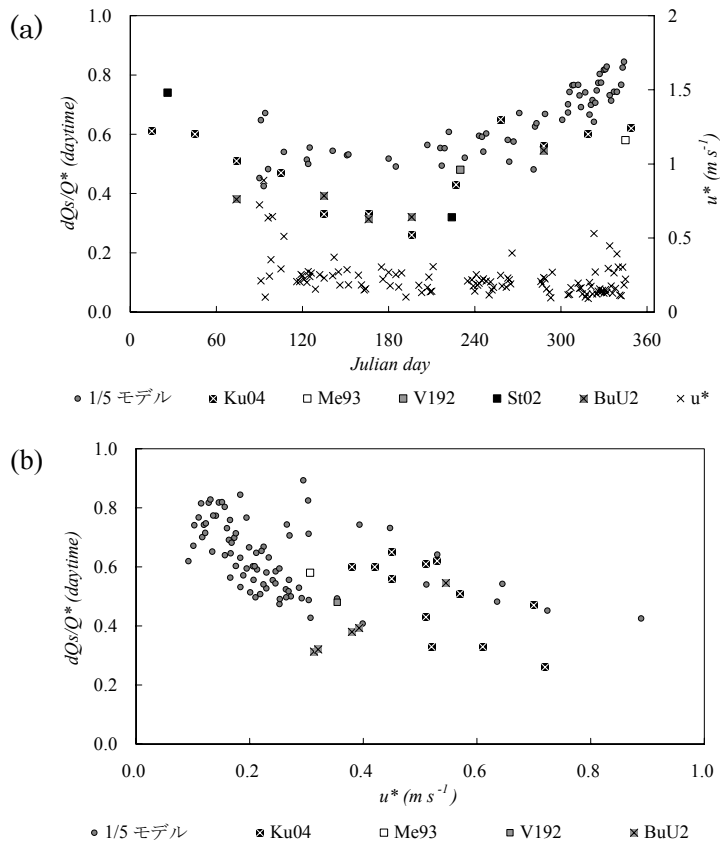 (a)
1.0
0.8
0.6
0.4
0.2
0.0
dQs/Q* (daytime)
2
1.5
1
0.5
0
u* (m s⁻¹)
0 60 120 180 240 300 360
Julian day
1/5 モデル Ku04 Me93 V192 St02 BuU2 u*
(b)
1.0
0.8
0.6
0.4
0.2
0.0
dQs/Q* (daytime)
0.0 0.2 0.4 0.6 0.8 1.0
u* (m s⁻¹)
1/5 モデル Ku04 Me93 V192 BuU2